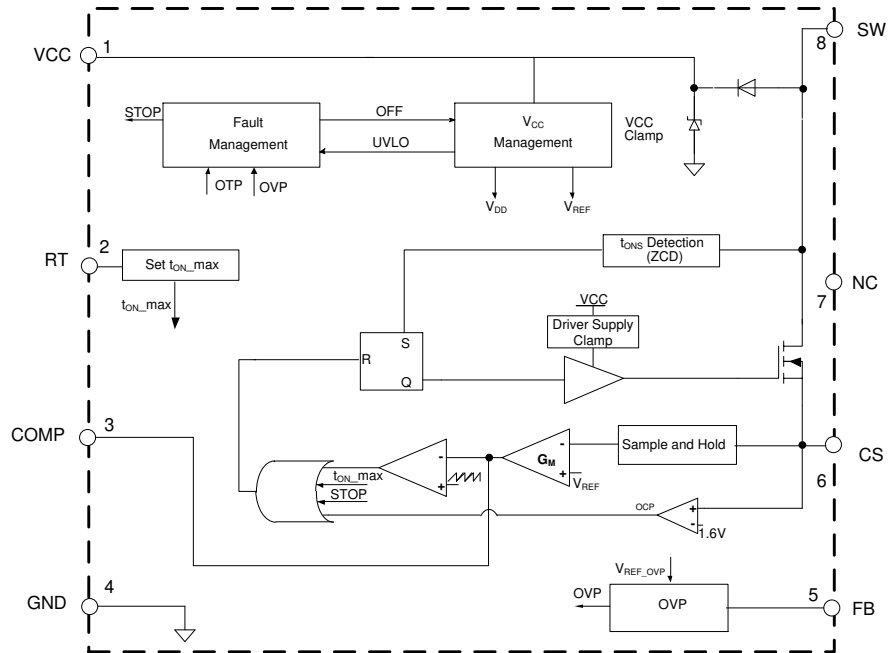 SW
8
VCC
1
STOP
Fault
Management
OFF
UVLO
VCC
Management
VCC
Clamp
OTP
OVP
VDD
VREF
RT
2
Set tON_max
tON_max
tONS Detection
(ZCD)
NC
7
VCC
Driver Supply
Clamp
S
R
Q
COMP
3
Sample and Hold
CS
6
-
GM
+
VREF
-
+
tON_max
STOP
OCP
+
-
1.6V
GND
4
VREF_OVP
OVP
OVP
5
FB